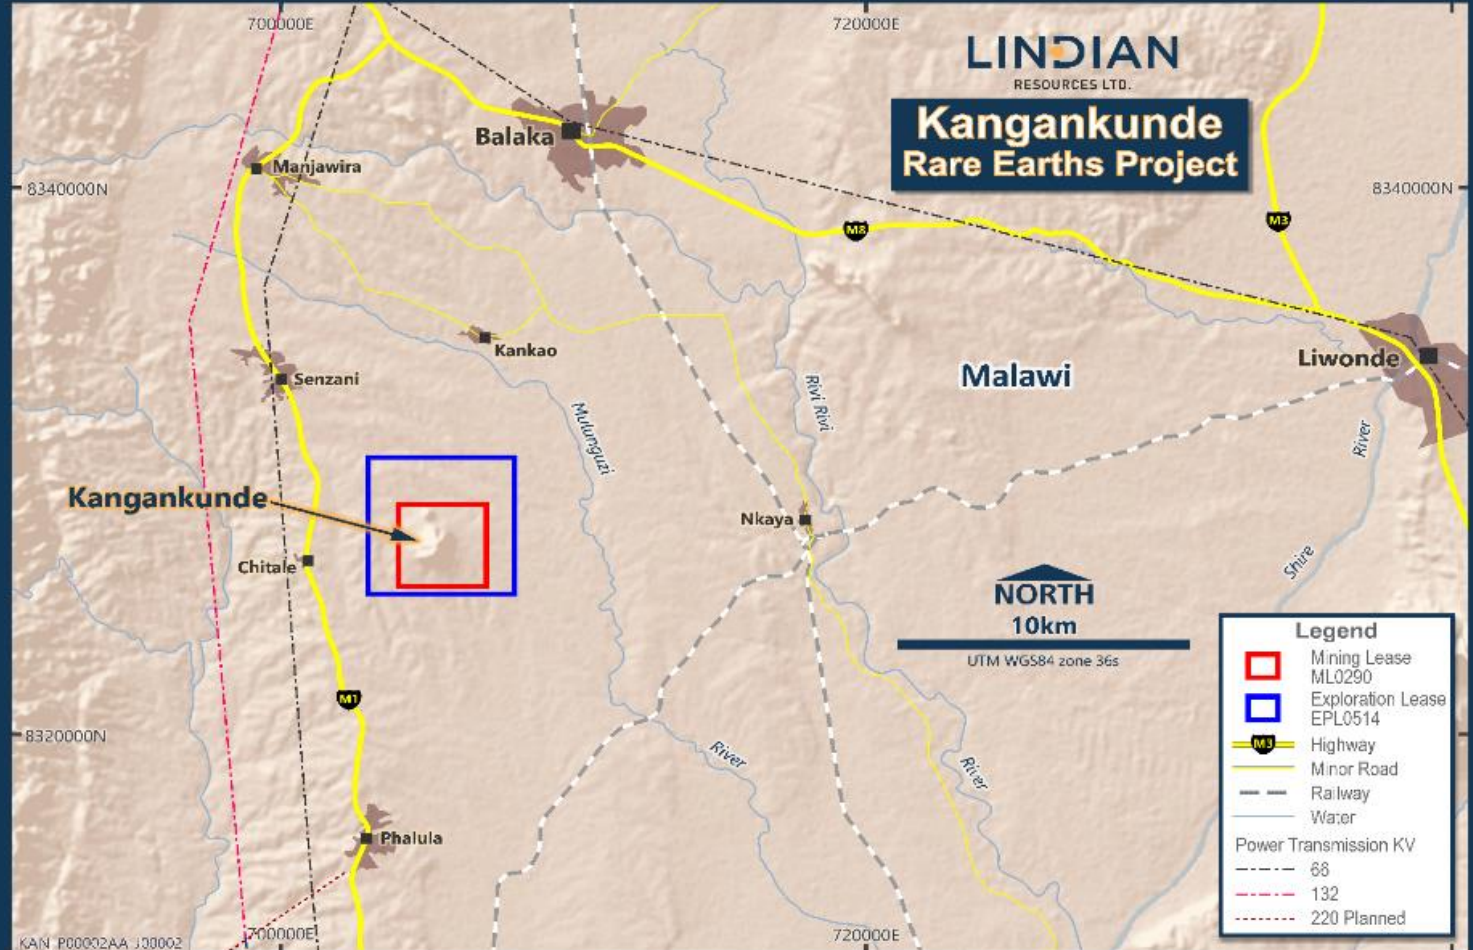 700000E
720000E
LINDIAN
RESOURCES LTD.
Kangankunde
Rare Earths Project
Balaka
Manjawira
8340000N
8340000N
M8
M3
Kankao
Senzani
Malawi
Liwonde
Rivi Rivi
Mulunguzi
River
Kangankunde
Nkaya
Chitale
Shire
NORTH
10km
UTM WGS84 zone 36s
M1
8320000N
River
River
Phalula
Legend
Mining Lease
ML0290
Exploration Lease
EPL0514
M3 Highway
Minor Road
Railway
Water
Power Transmission KV
66
132
220 Planned
KAN_P00002AA_J00002
700000E
720000E